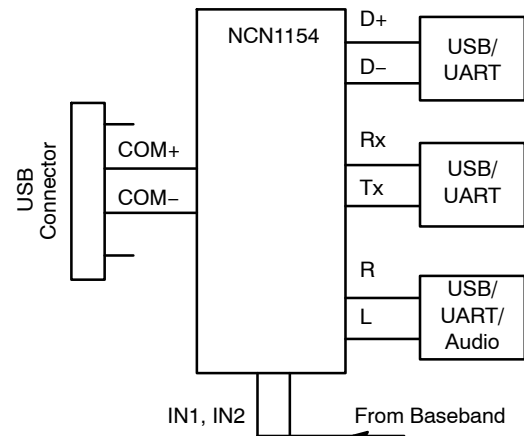 NCN1154
D+
D−
USB/
UART
USB
Connector
COM+
COM−
Rx
Tx
USB/
UART
R
L
USB/
UART/
Audio
IN1, IN2
From Baseband